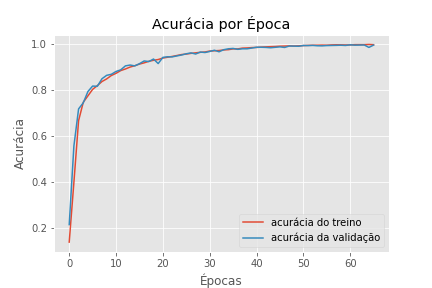 Acurácia por Época
1.0
0.8
0.6
0.4
0.2
Acurácia
acurácia do treino
acurácia da validação
0 10 20 30 40 50 60
Épocas